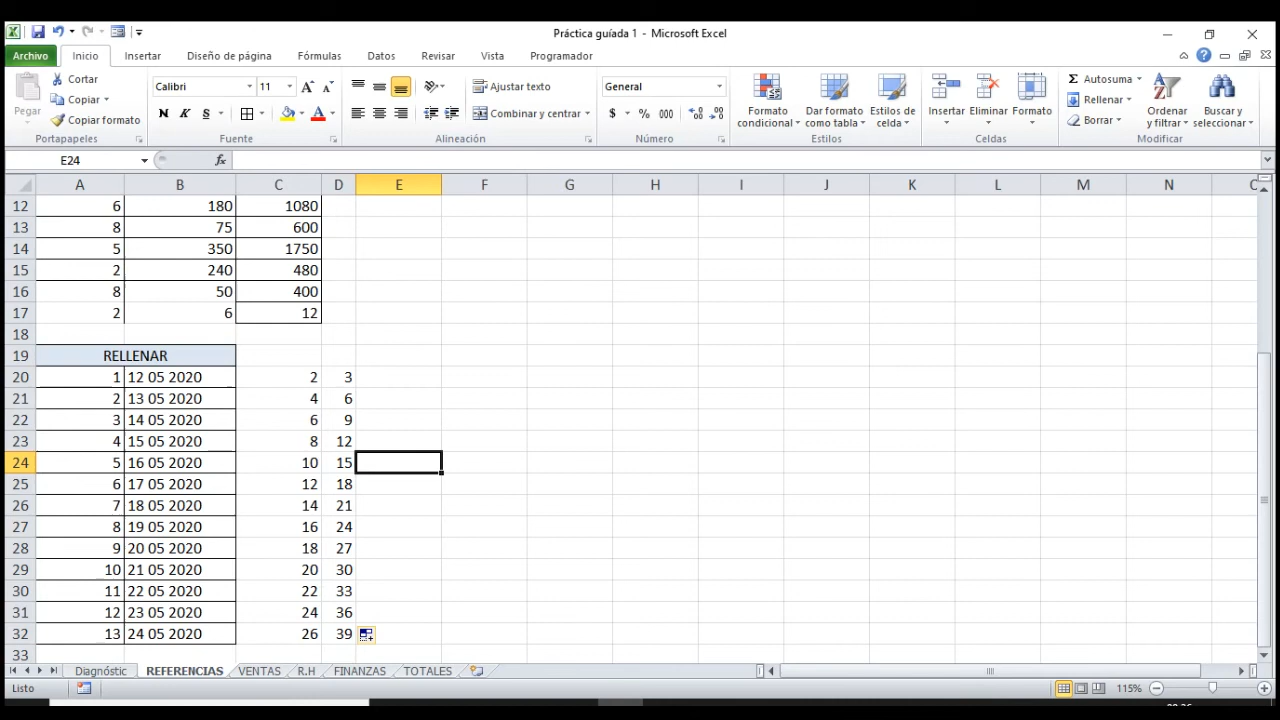 Práctica guíada 1 - Microsoft Excel
Archivo Inicio Insertar Diseño de página Fórmulas Datos Revisar Vista Programador
Pegar
Cortar
Copiar
Copiar formato
Portapapeles
Calibri 11
N K S
Fuente
Ajustar texto
Combinar y centrar
Alineación
General
$ % 000
Número
Formato condicional
Dar formato como tabla
Estilos de celda
Estilos
Insertar
Eliminar
Formato
Celdas
Autosuma
Rellenar
Borrar
Ordenar y filtrar
Buscar y seleccionar
Modificar
E24 fx
A B C D E F G H I J K L M N
12 6 180 1080
13 8 75 600
14 5 350 1750
15 2 240 480
16 8 50 400
17 2 6 12
18
19 RELLENAR
20 1 12 05 2020 2 3
21 2 13 05 2020 4 6
22 3 14 05 2020 6 9
23 4 15 05 2020 8 12
24 5 16 05 2020 10 15
25 6 17 05 2020 12 18
26 7 18 05 2020 14 21
27 8 19 05 2020 16 24
28 9 20 05 2020 18 27
29 10 21 05 2020 20 30
30 11 22 05 2020 22 33
31 12 23 05 2020 24 36
32 13 24 05 2020 26 39
33
Diagnóstic REFERENCIAS VENTAS R.H FINANZAS TOTALES
Listo 115%